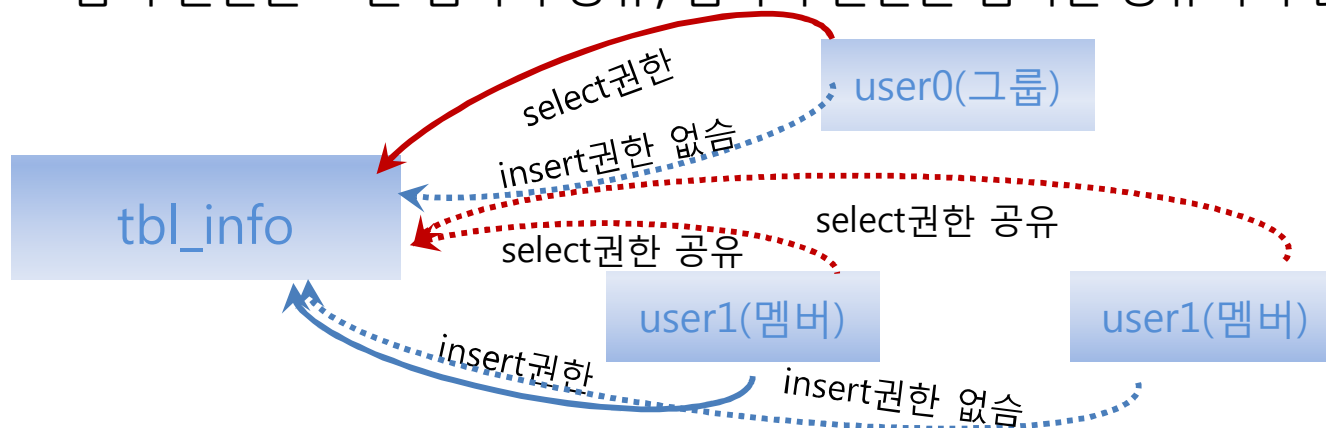 select권한
user0(그룹)
insert권한 없슴
tbl_info
select권한 공유
select권한 공유
user1(멤버)
user1(멤버)
insert권한
insert권한 없슴